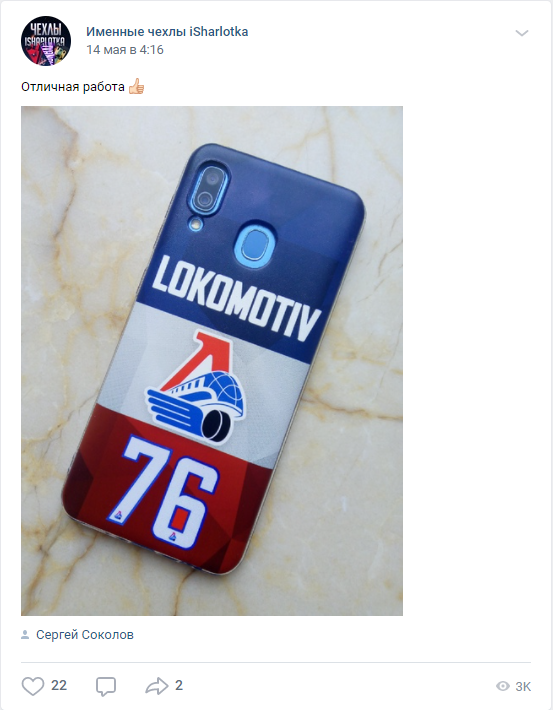 ЧЕХЛЫ
ISHARLOTKA
Именные чехлы iSharlotka
14 мая в 4:16
Отличная работа 👍🏼
LOKOMOTIV
76
Сергей Соколов
22
2
3K